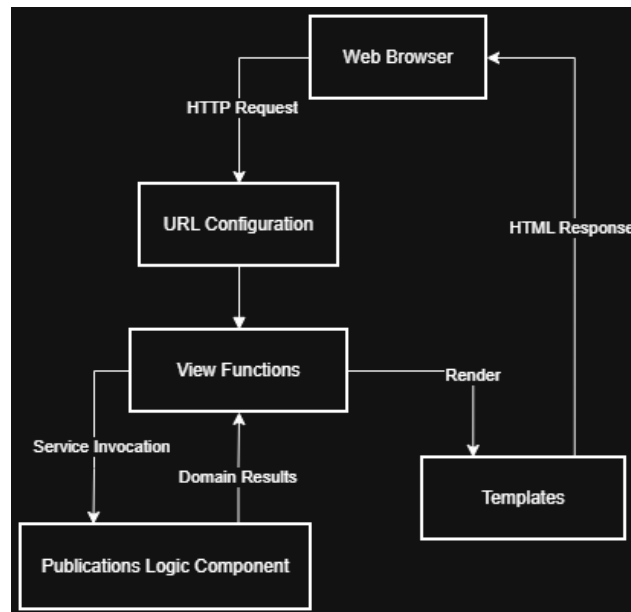 Web Browser
HTTP Request
URL Configuration
HTML Response
View Functions
Render
Service Invocation
Domain Results
Templates
Publications Logic Component